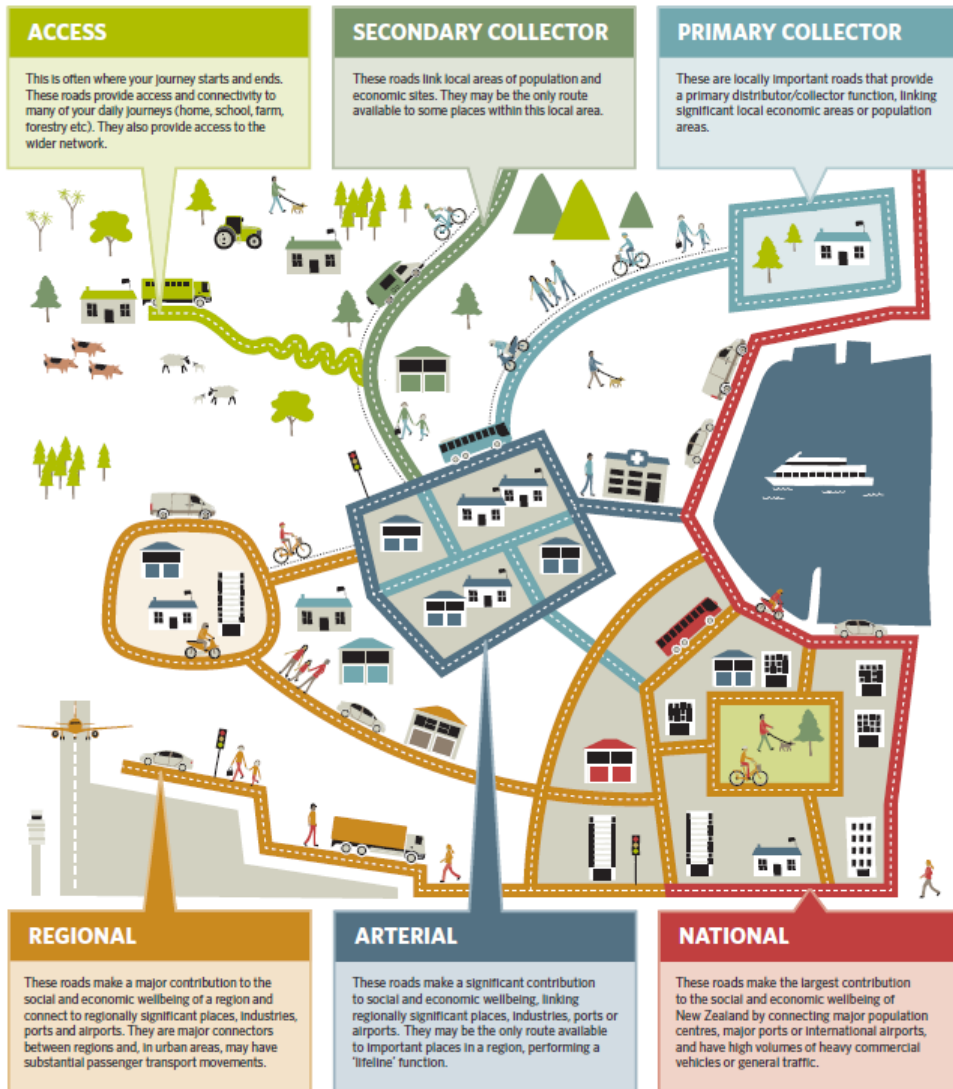 ACCESS
This is often where your journey starts and ends.
These roads provide access and connectivity to
many of your daily journeys (home, school, farm,
forestry etc). They also provide access to the
wider network.
SECONDARY COLLECTOR
These roads link local areas of population and
economic sites. They may be the only route
available to some places within this local area.
PRIMARY COLLECTOR
These are locally important roads that provide
a primary distributor/collector function, linking
significant local economic areas or population
areas.
REGIONAL
These roads make a major contribution to the
social and economic wellbeing of a region and
connect to regionally significant places, industries,
ports and airports. They are major connectors
between regions and, in urban areas, may have
substantial passenger transport movements.
ARTERIAL
These roads make a significant contribution
to social and economic wellbeing, linking
regionally significant places, industries, ports or
airports. They may be the only route available
to important places in a region, performing a
'lifeline' function.
NATIONAL
These roads make the largest contribution
to the social and economic wellbeing of
New Zealand by connecting major population
centres, major ports or international airports,
and have high volumes of heavy commercial
vehicles or general traffic.